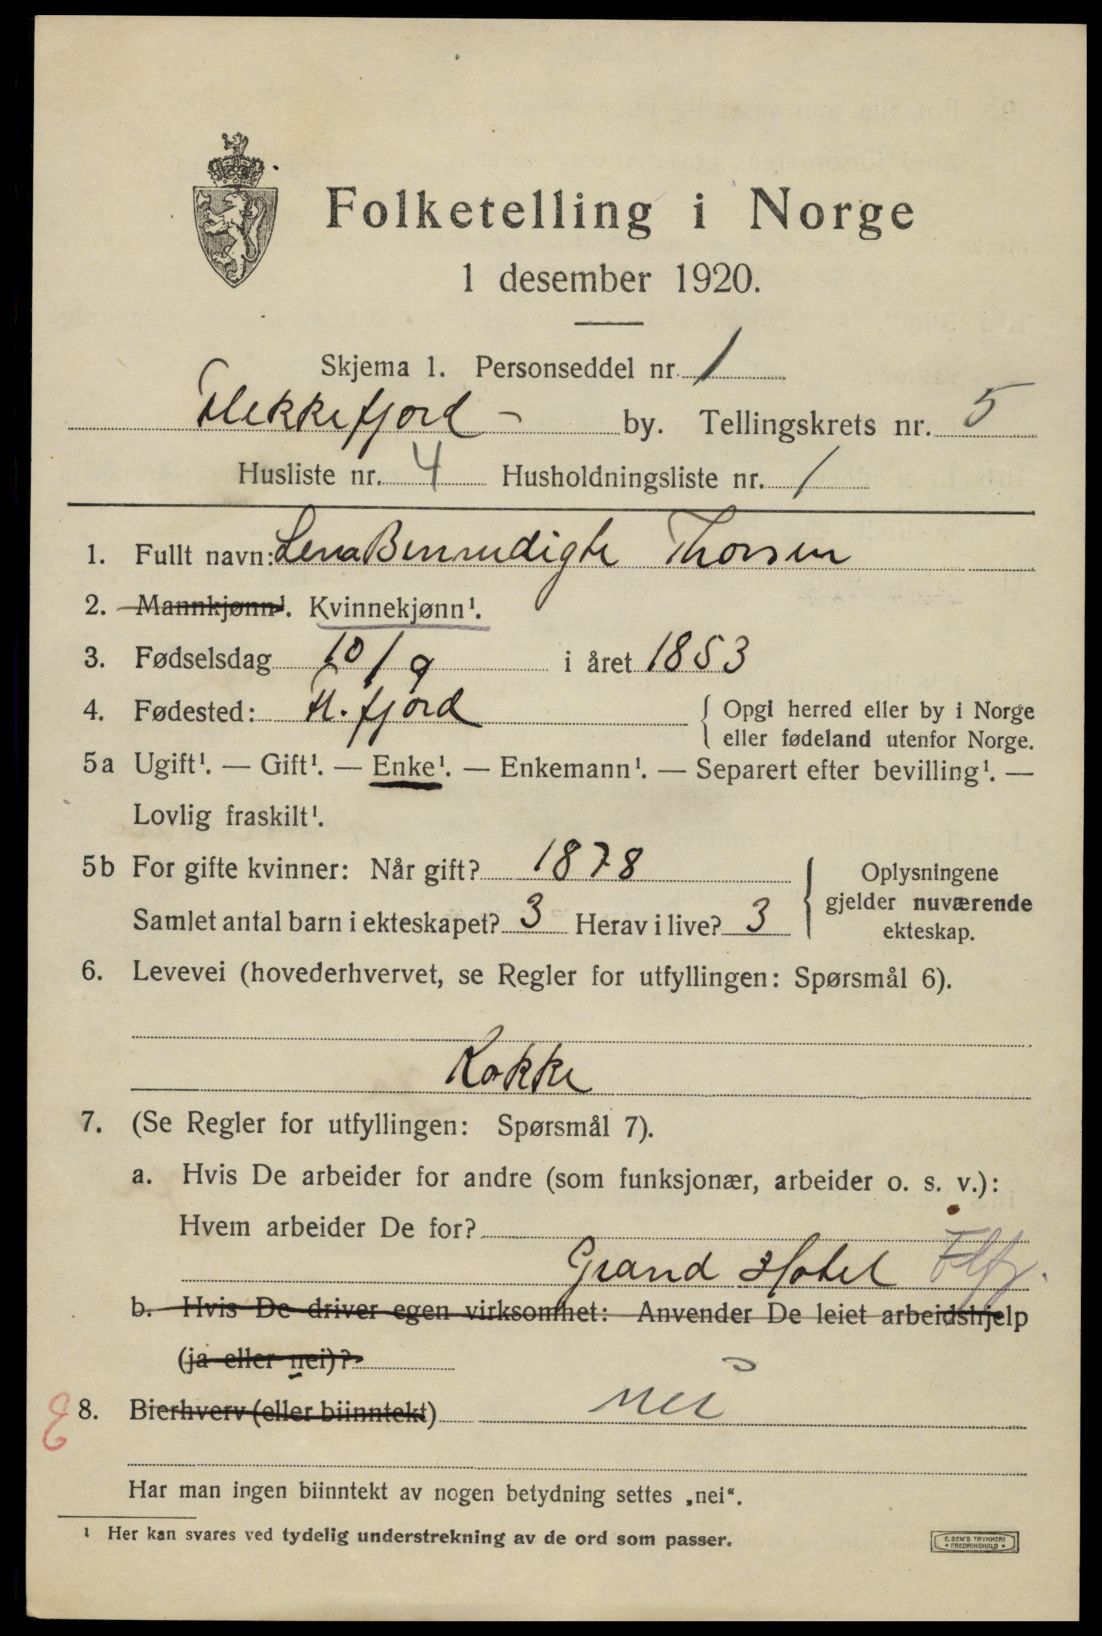 Folketelling i Norge
1 desember 1920.
Skjema 1. Personseddel nr. 1
Flekkefjord - by. Tellingskrets nr. 5
Husliste nr. 4 Husholdningsliste nr. 1
1. Fullt navn: Lena Bennedigte Thorsen
2. Mannkjønn¹. Kvinnekjønn¹.
3. Fødselsdag 10/9 i året 1853
4. Fødested: Fl.fjord { Opgi herred eller by i Norge
eller fødeland utenfor Norge.
5a Ugift¹. — Gift¹. — Enke¹. — Enkemann¹. — Separert efter bevilling¹. —
Lovlig fraskilt¹.
5b For gifte kvinner: Når gift? 1878
Samlet antal barn i ekteskapet? 3 Herav i live? 3
} Oplysningene
gjelder nuværende
ekteskap.
6. Levevei (hovederhvervet, se Regler for utfyllingen: Spørsmål 6).
Kokke
7. (Se Regler for utfyllingen: Spørsmål 7).
a. Hvis De arbeider for andre (som funksjonær, arbeider o. s. v.):
Hvem arbeider De for?
Grand Hotel
b. Hvis De driver egen virksomhet: Anvender De leiet arbeidshjelp
(ja eller nei)?
8. Bierhverv (eller biinntekt) nei
Har man ingen biinntekt av nogen betydning settes „nei“.
¹ Her kan svares ved tydelig understrekning av de ord som passer.
E. SEM'S TRYKKERI
• FREDRIKSHALD •